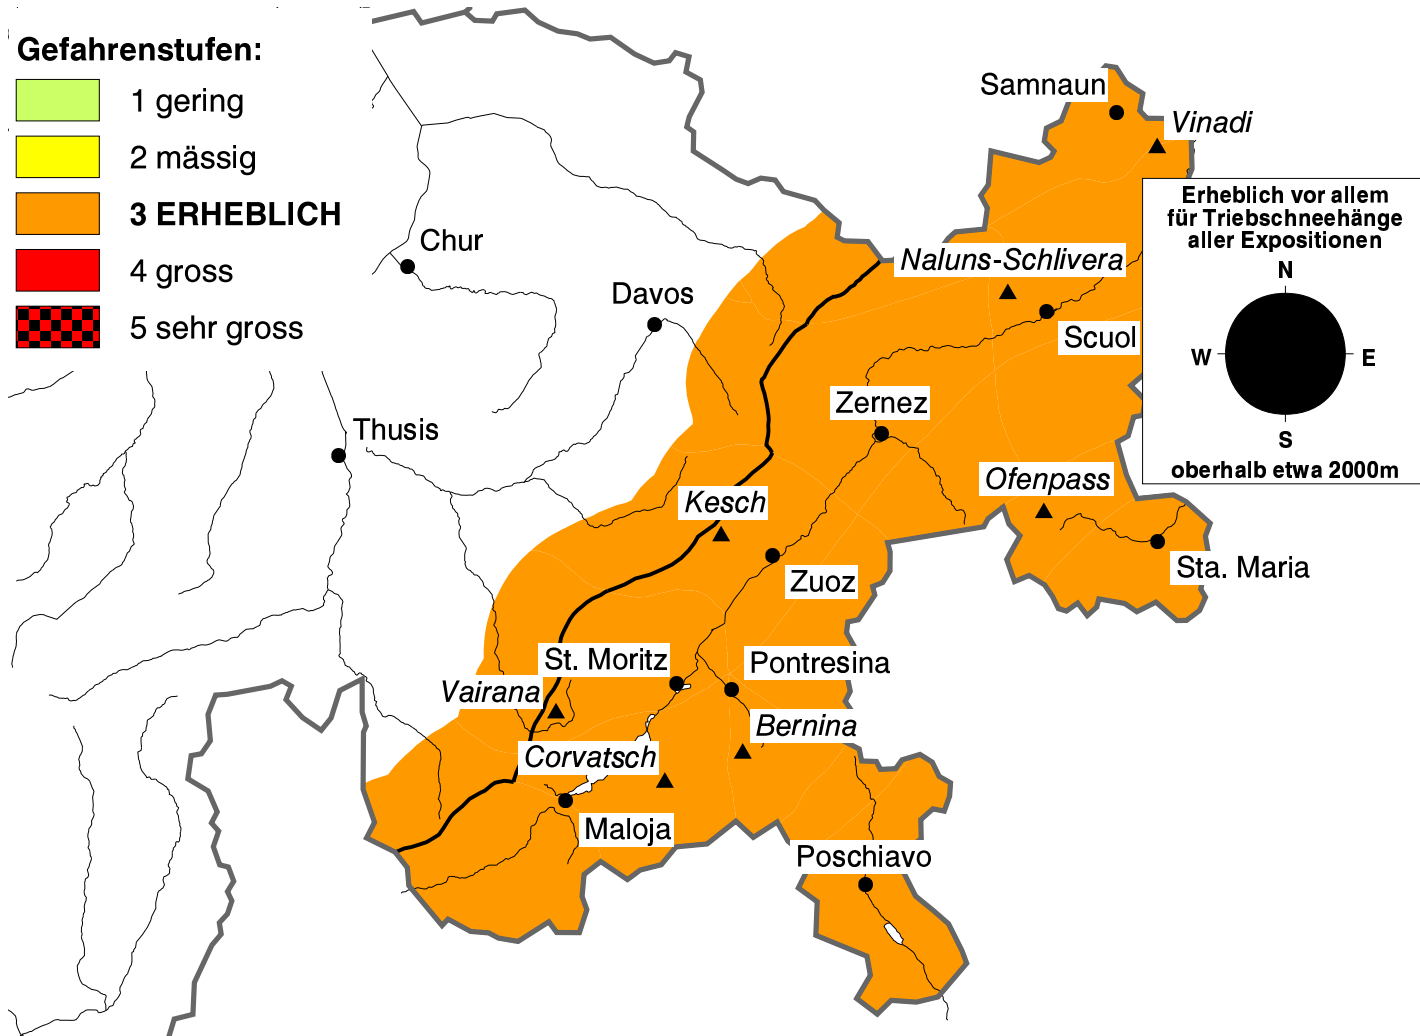 Gefahrenstufen:
1 gering
2 mässig
3 ERHEBLICH
4 gross
5 sehr gross
Samnaun
Vinadi
Erheblich vor allem
für Triebschneehänge
aller Expositionen
N
W
E
S
oberhalb etwa 2000m
Chur
Naluns-Schlivera
Davos
Scuol
Zernez
Thusis
Ofenpass
Kesch
Zuoz
Sta. Maria
St. Moritz
Pontresina
Vairana
Bernina
Corvatsch
Maloja
Poschiavo